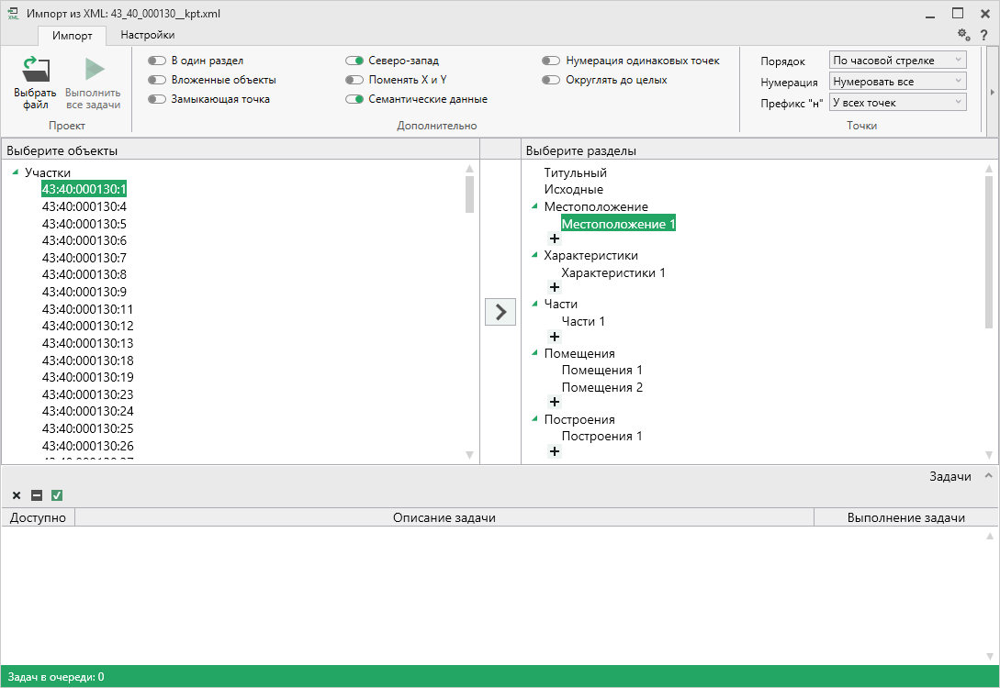 Импорт из XML: 43_40_000130__kpt.xml
Импорт
Настройки
?
Выбрать файл
Выполнить все задачи
Проект
В один раздел
Вложенные объекты
Замыкающая точка
Северо-запад
Поменять X и Y
Семантические данные
Нумерация одинаковых точек
Округлять до целых
Дополнительно
Порядок По часовой стрелке
Нумерация Нумеровать все
Префикс "н" У всех точек
Точки
Выберите объекты
Участки
43:40:000130:1
43:40:000130:4
43:40:000130:5
43:40:000130:6
43:40:000130:7
43:40:000130:8
43:40:000130:9
43:40:000130:11
43:40:000130:12
43:40:000130:13
43:40:000130:18
43:40:000130:19
43:40:000130:23
43:40:000130:24
43:40:000130:25
43:40:000130:26
Выберите разделы
Титульный
Исходные
Местоположение
Местоположение 1
Характеристики
Характеристики 1
Части
Части 1
Помещения
Помещения 1
Помещения 2
Построения
Построения 1
Задачи
Доступно
Описание задачи
Выполнение задачи
Задач в очереди: 0